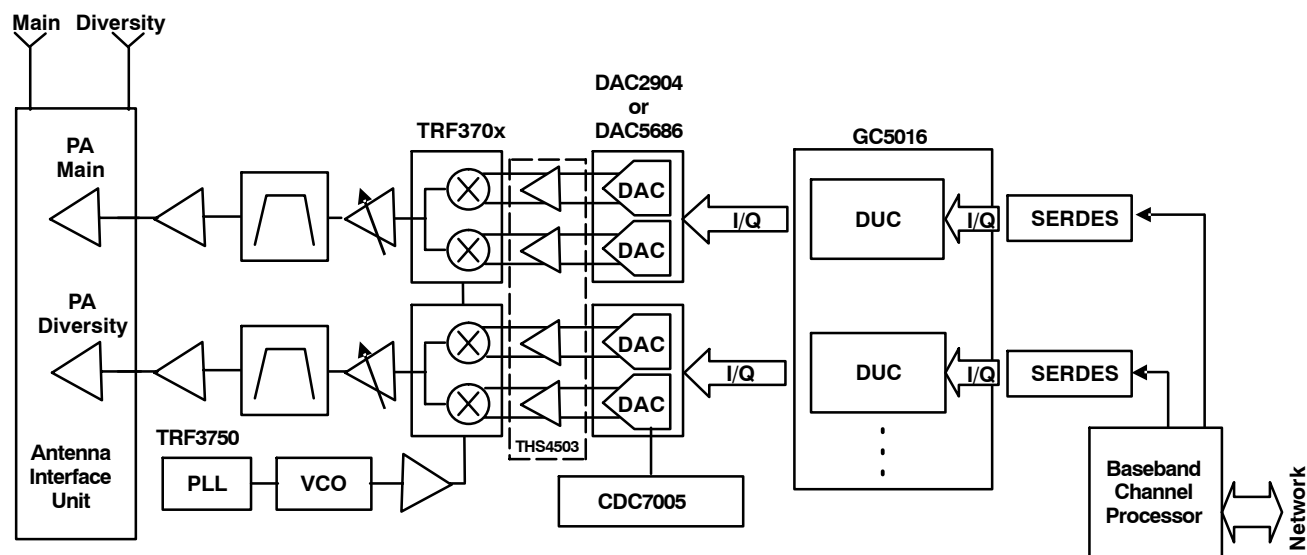 Main Diversity
DAC2904
or
DAC5686
TRF370x
GC5016
PA
Main
DAC
DAC
I/Q
DUC
I/Q
SERDES
PA
Diversity
DAC
DAC
I/Q
DUC
I/Q
SERDES
THS4503
TRF3750
PLL
VCO
CDC7005
Antenna
Interface
Unit
Baseband
Channel
Processor
Network